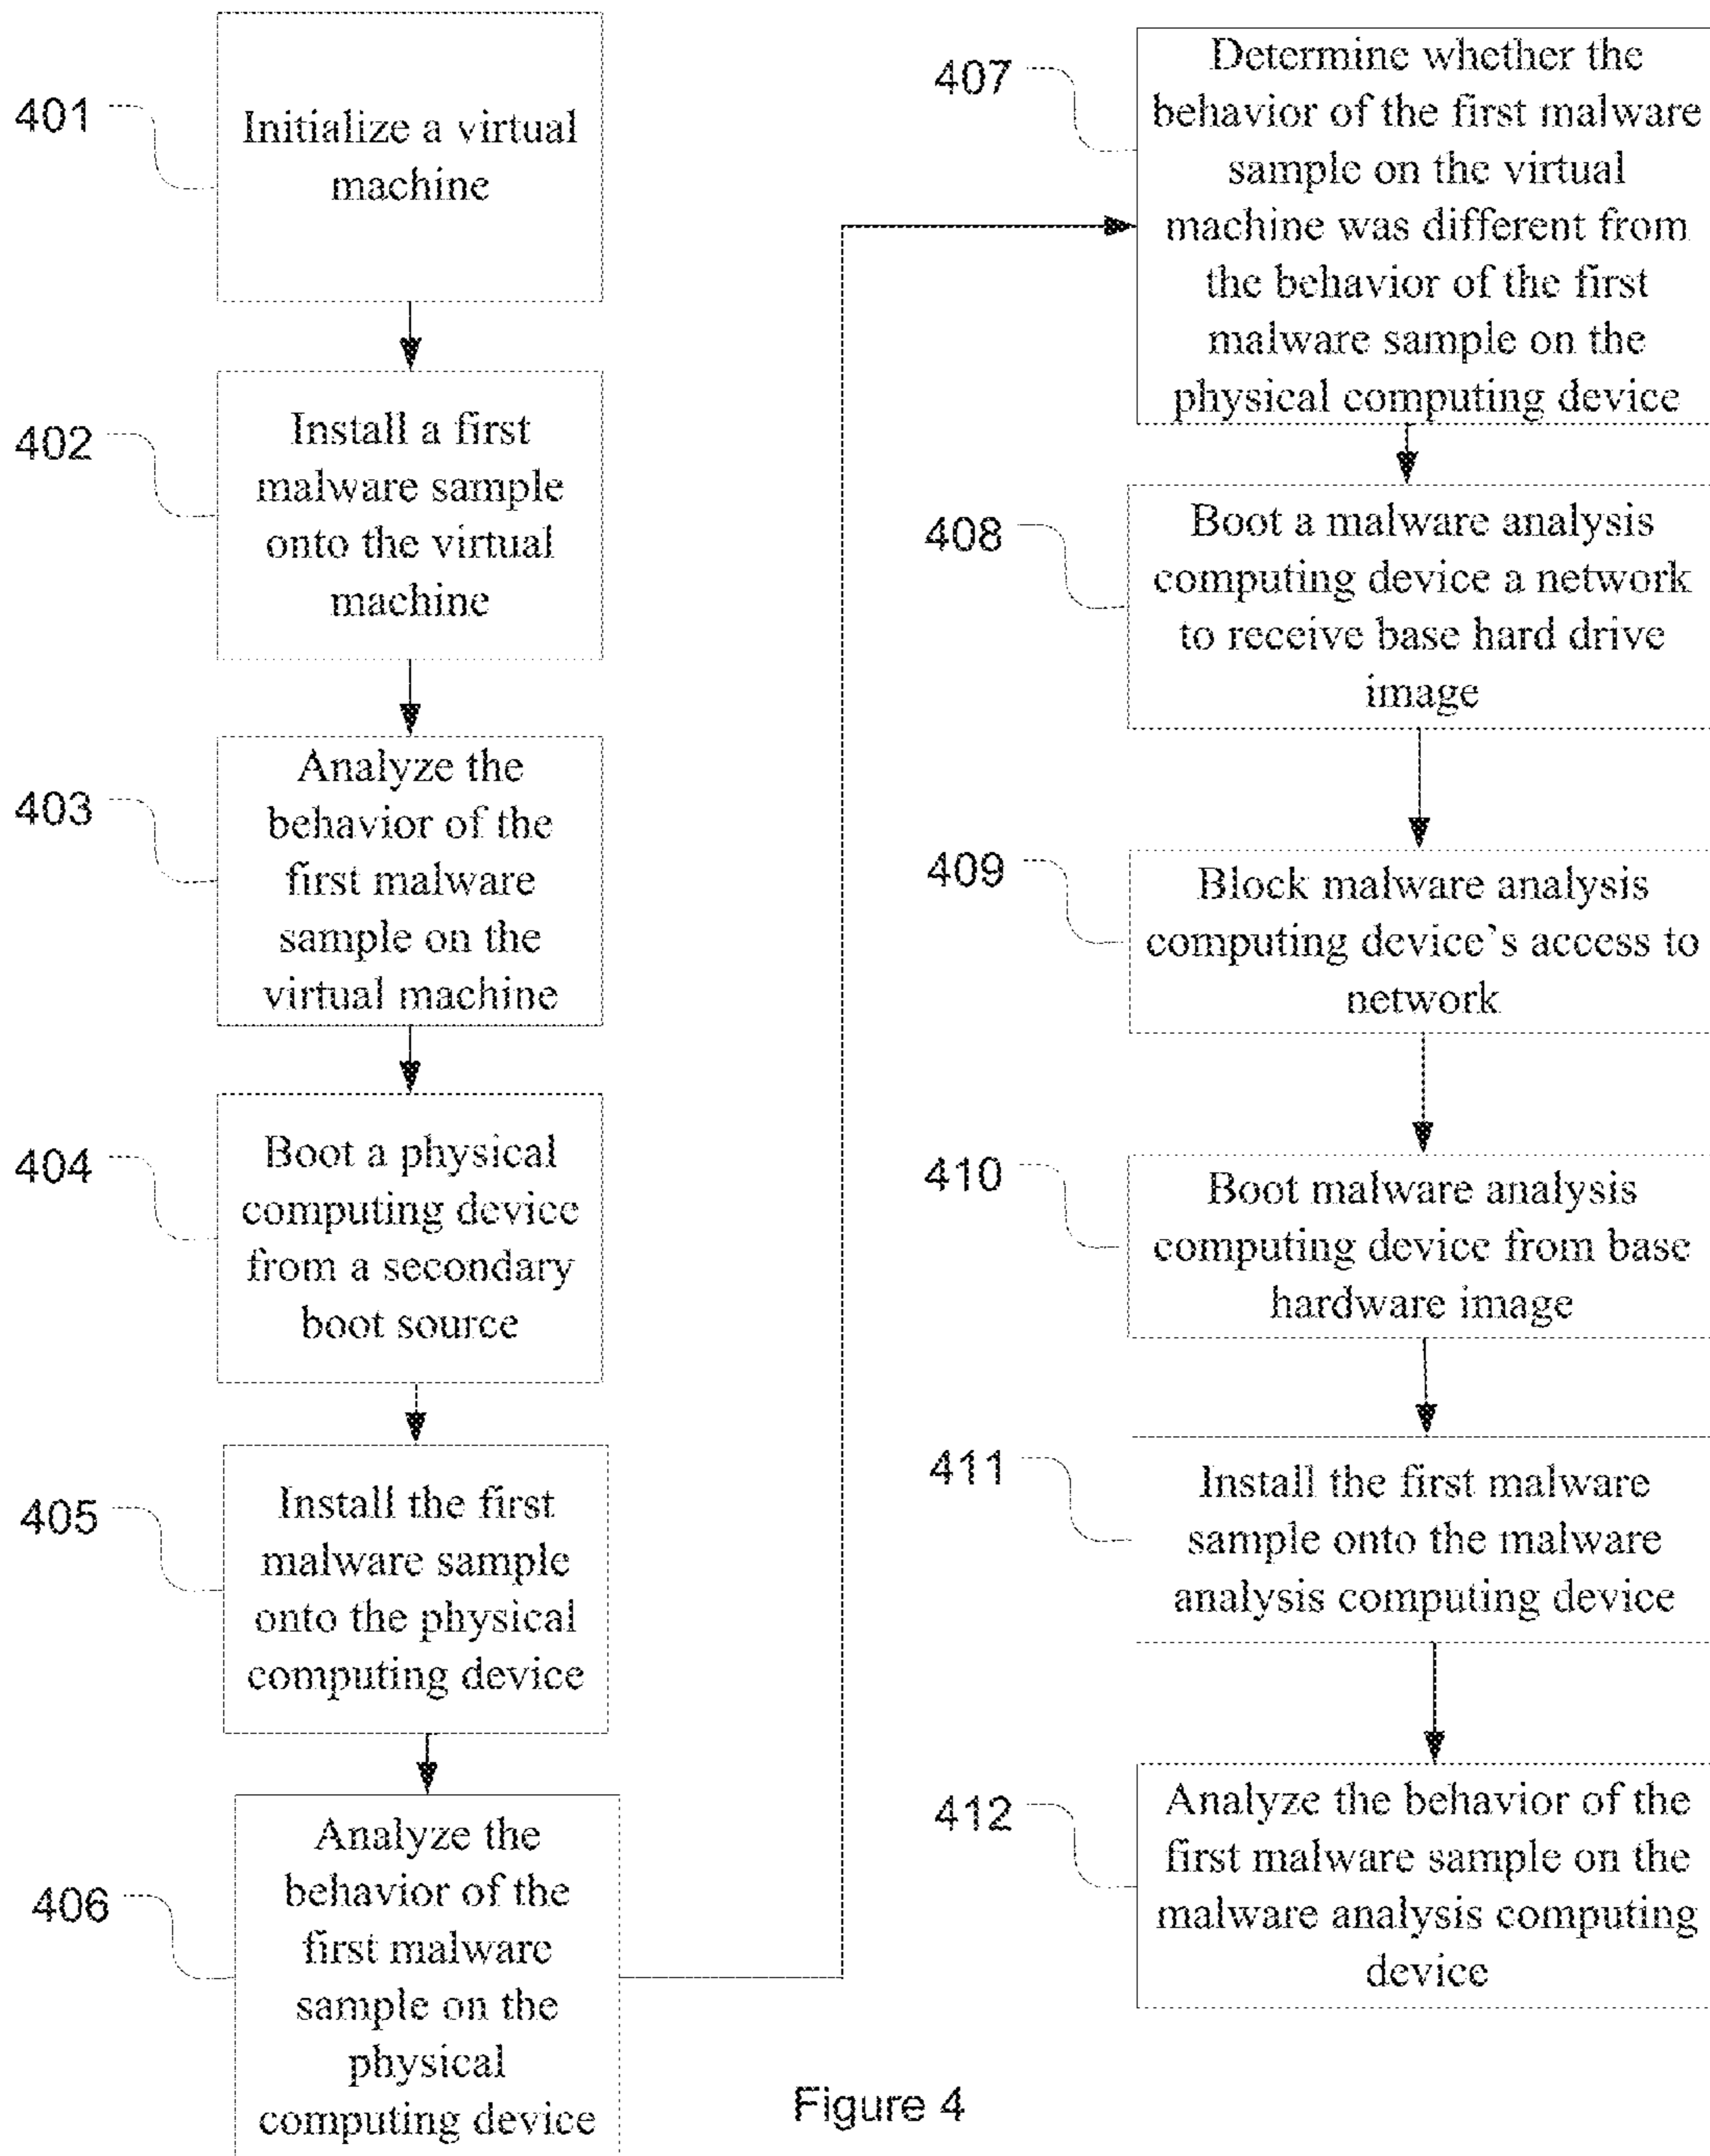 401
Initialize a virtual
machine
402
Install a first
malware sample
onto the virtual
machine
403
Analyze the
behavior of the
first malware
sample on the
virtual machine
404
Boot a physical
computing device
from a secondary
boot source
405
Install the first
malware sample
onto the physical
computing device
406
Analyze the
behavior of the
first malware
sample on the
physical
computing device
407
Determine whether the
behavior of the first malware
sample on the virtual
machine was different from
the behavior of the first
malware sample on the
physical computing device
408
Boot a malware analysis
computing device a network
to receive base hard drive
image
409
Block malware analysis
computing device's access to
network
410
Boot malware analysis
computing device from base
hardware image
411
Install the first malware
sample onto the malware
analysis computing device
412
Analyze the behavior of the
first malware sample on the
malware analysis computing
device
Figure 4